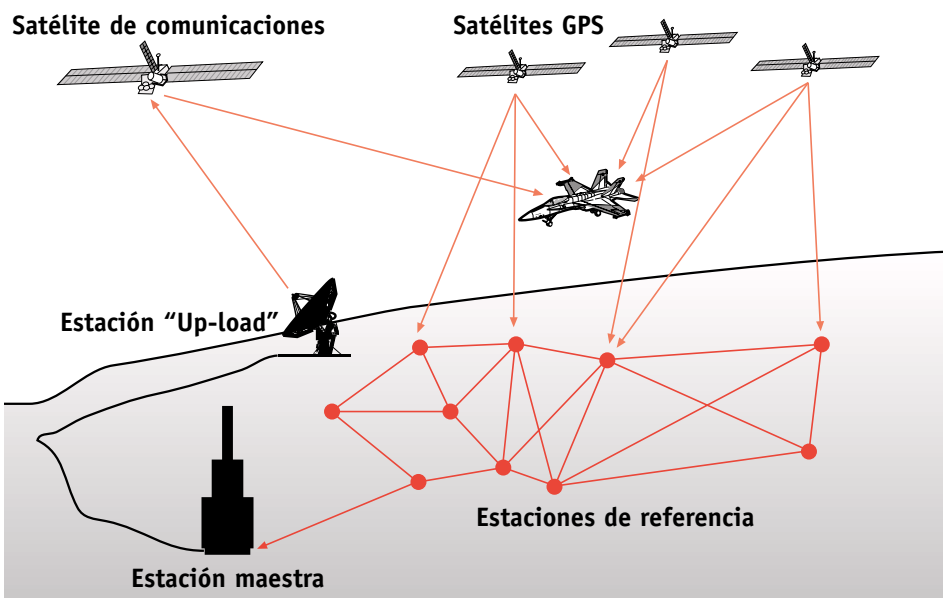 Satélite de comunicaciones
Satélites GPS
Estación “Up-load”
Estaciones de referencia
Estación maestra